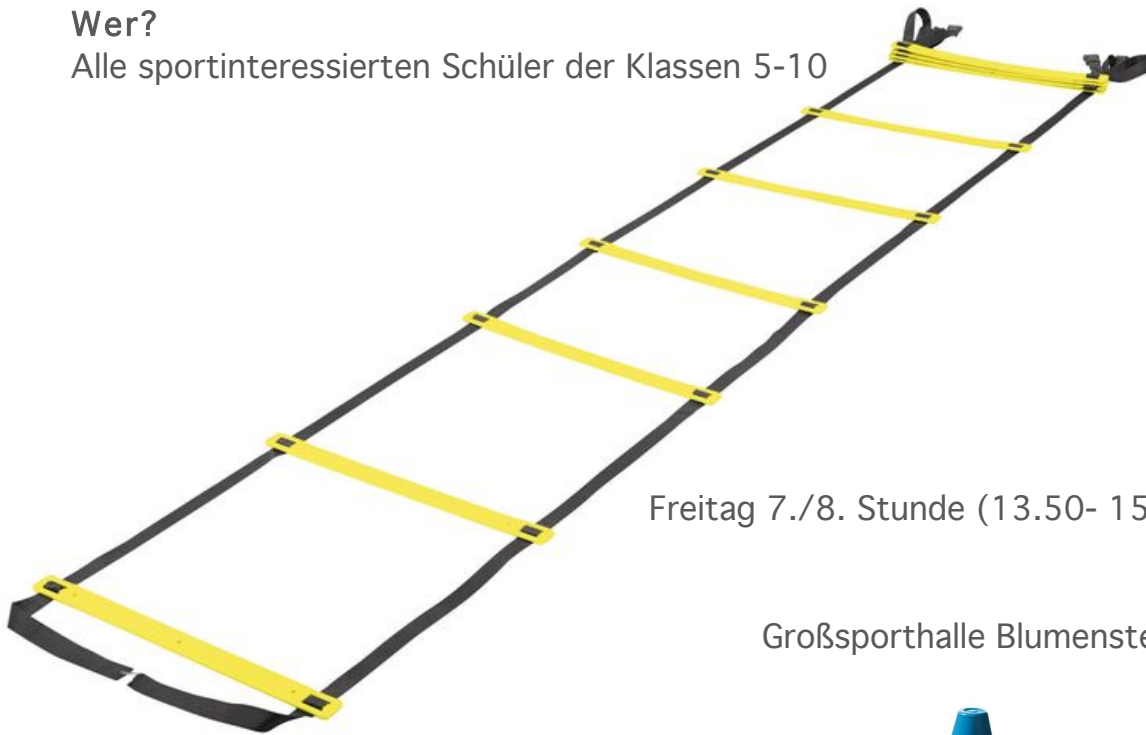 Wer?
Alle sportinteressierten Schüler der Klassen 5-10
Freitag 7./8. Stunde (13.50- 15
Großsporthalle